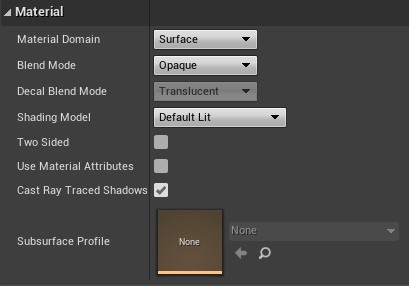 Material
Material Domain Surface
Blend Mode Opaque
Decal Blend Mode Translucent
Shading Model Default Lit
Two Sided
Use Material Attributes
Cast Ray Traced Shadows
Subsurface Profile None None